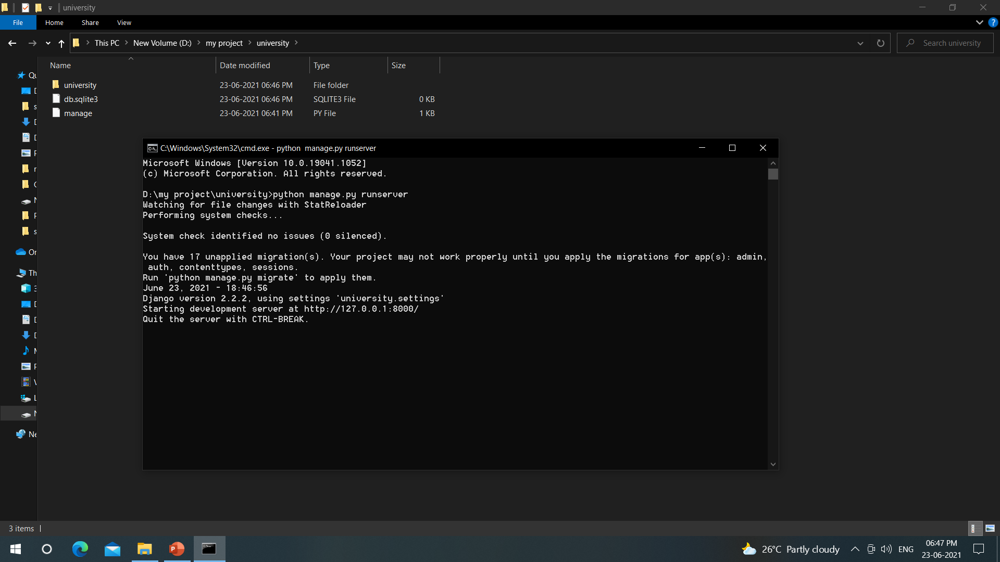 university
File Home Share View
This PC New Volume (D:) my project university
Search university
Name Date modified Type Size
university 23-06-2021 06:46 PM File folder
db.sqlite3 23-06-2021 06:46 PM SQLITE3 File 0 KB
manage 23-06-2021 06:41 PM PY File 1 KB
C:\Windows\System32\cmd.exe - python  manage.py runserver
Microsoft Windows [Version 10.0.19041.1052]
(c) Microsoft Corporation. All rights reserved.
D:\my project\university>python manage.py runserver
Watching for file changes with StatReloader
Performing system checks...
System check identified no issues (0 silenced).
You have 17 unapplied migration(s). Your project may not work properly until you apply the migrations for app(s): admin,
auth, contenttypes, sessions.
Run 'python manage.py migrate' to apply them.
June 23, 2021 - 18:46:56
Django version 2.2.2, using settings 'university.settings'
Starting development server at http://127.0.0.1:8000/
Quit the server with CTRL-BREAK.
3 items
26°C Partly cloudy
ENG
06:47 PM
23-06-2021